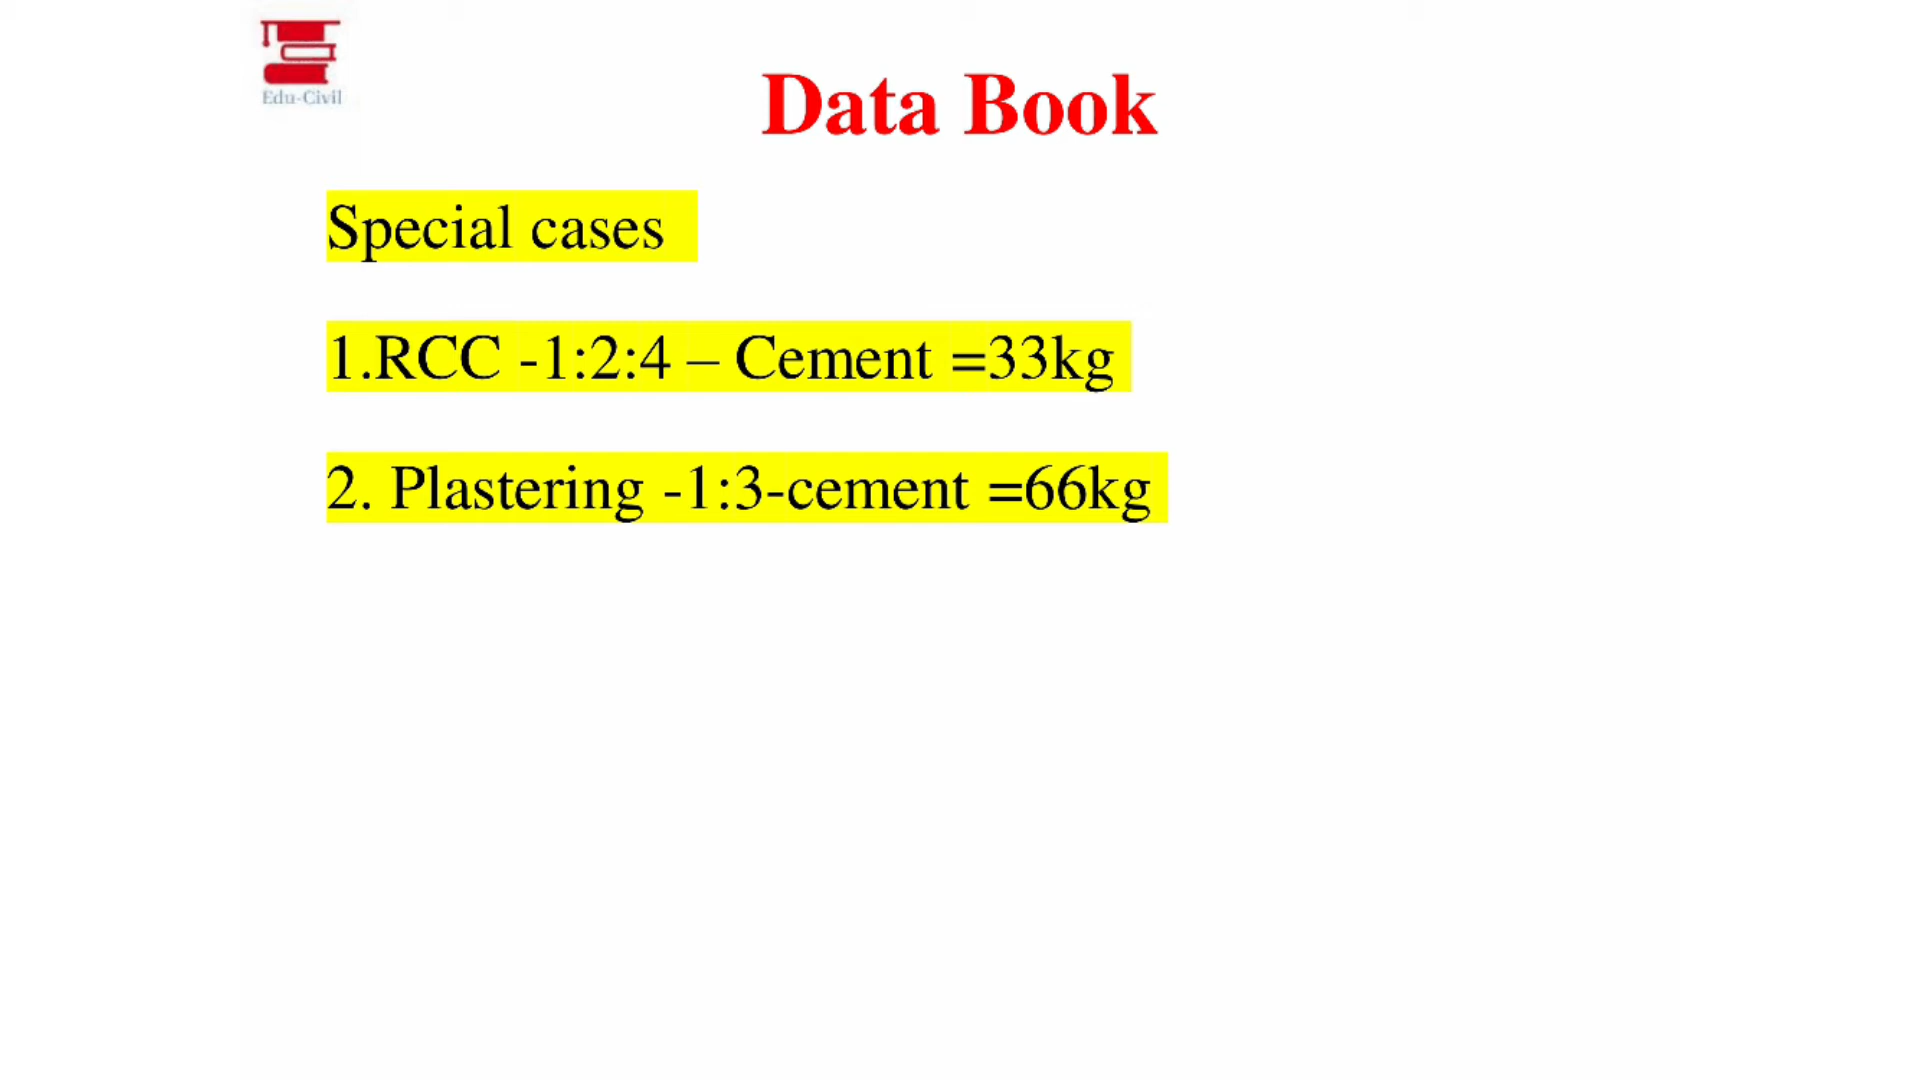 Edu-Civil
Data Book
Special cases
1.RCC -1:2:4 – Cement =33kg
2. Plastering -1:3-cement =66kg